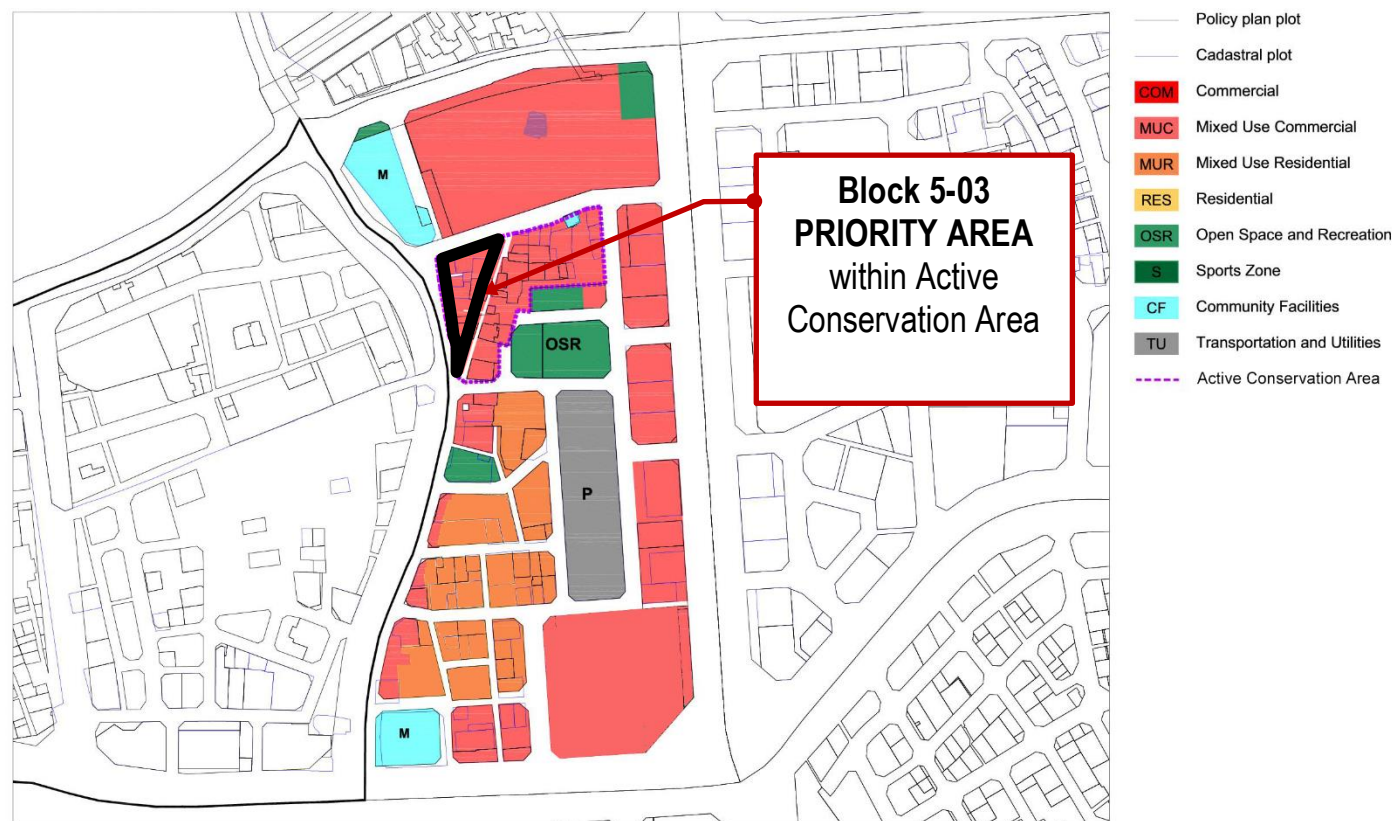 Policy plan plot
Cadastral plot
COM Commercial
MUC Mixed Use Commercial
MUR Mixed Use Residential
RES Residential
OSR Open Space and Recreation
S Sports Zone
CF Community Facilities
TU Transportation and Utilities
Active Conservation Area
M
Block 5-03
PRIORITY AREA
within Active
Conservation Area
OSR
P
M